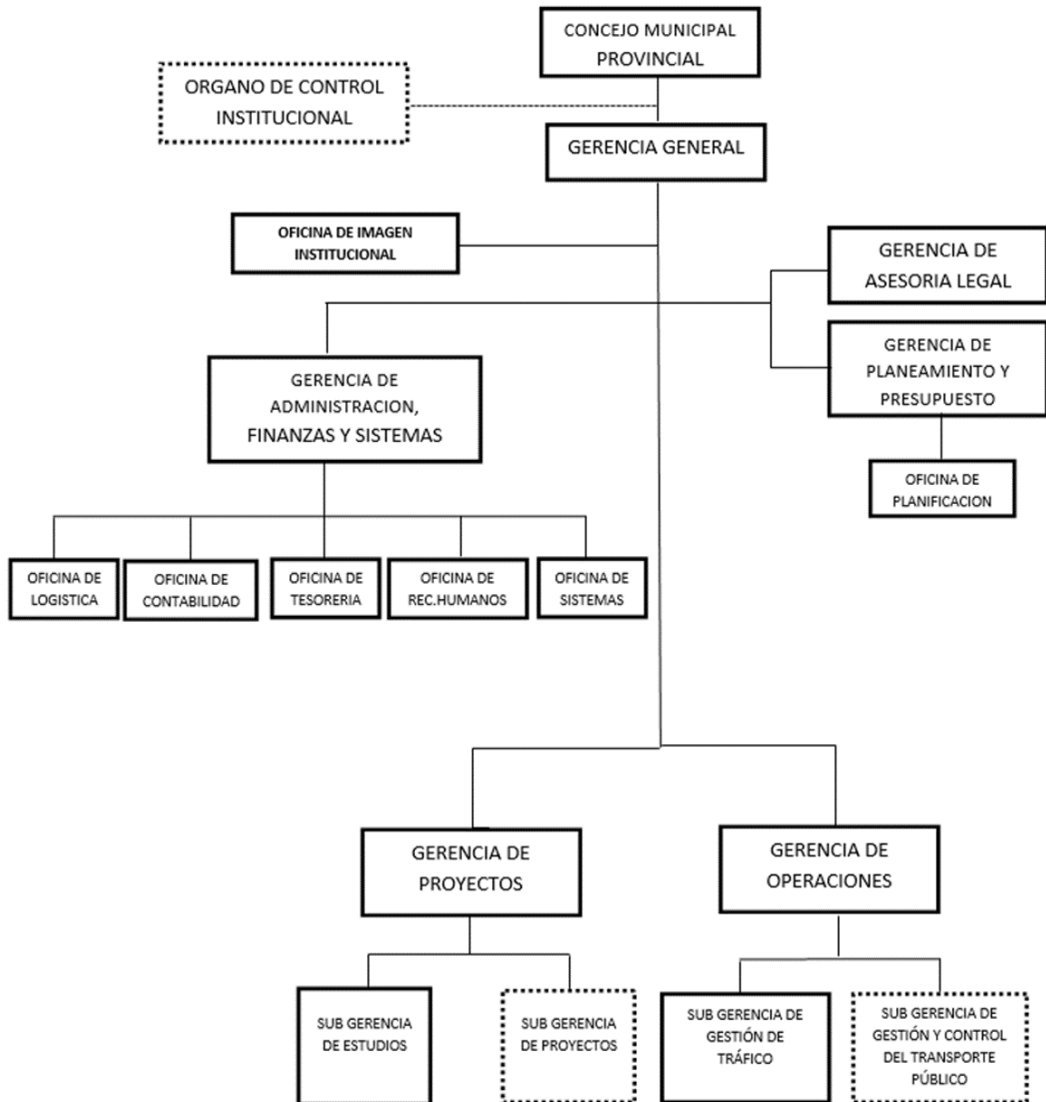 CONCEJO MUNICIPAL
PROVINCIAL
ORGANO DE CONTROL
INSTITUCIONAL
GERENCIA GENERAL
OFICINA DE IMAGEN
INSTITUCIONAL
GERENCIA DE
ASESORIA LEGAL
GERENCIA DE
PLANEAMIENTO Y
PRESUPUESTO
GERENCIA DE
ADMINISTRACION,
FINANZAS Y SISTEMAS
OFICINA DE
PLANIFICACION
OFICINA DE
LOGISTICA
OFICINA DE
CONTABILIDAD
OFICINA DE
TESORERIA
OFICINA DE
REC.HUMANOS
OFICINA DE
SISTEMAS
GERENCIA DE
PROYECTOS
GERENCIA DE
OPERACIONES
SUB GERENCIA
DE ESTUDIOS
SUB GERENCIA
DE PROYECTOS
SUB GERENCIA DE
GESTIÓN DE
TRÁFICO
SUB GERENCIA DE
GESTIÓN Y CONTROL
DEL TRANSPORTE
PÚBLICO